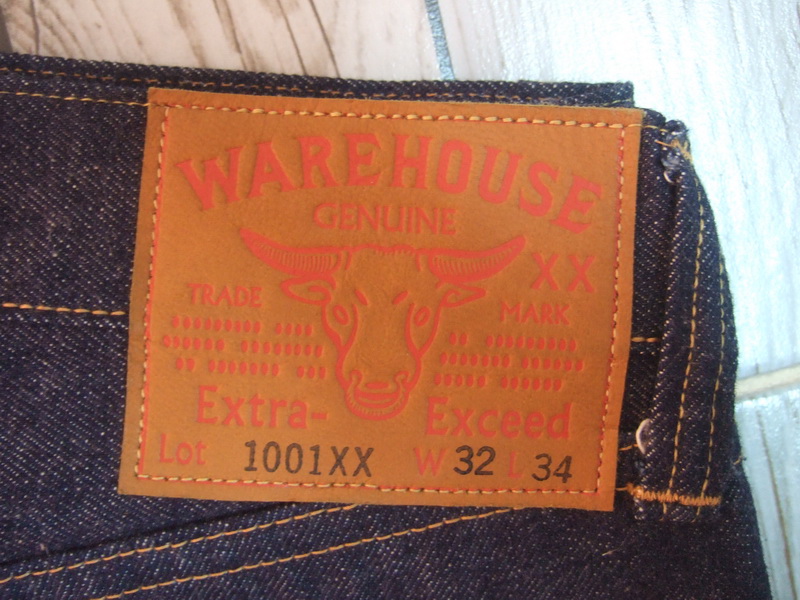 WAREHOUSE
GENUINE
XX
TRADE MARK
Extra- Exceed
Lot 1001XX W 32 L 34